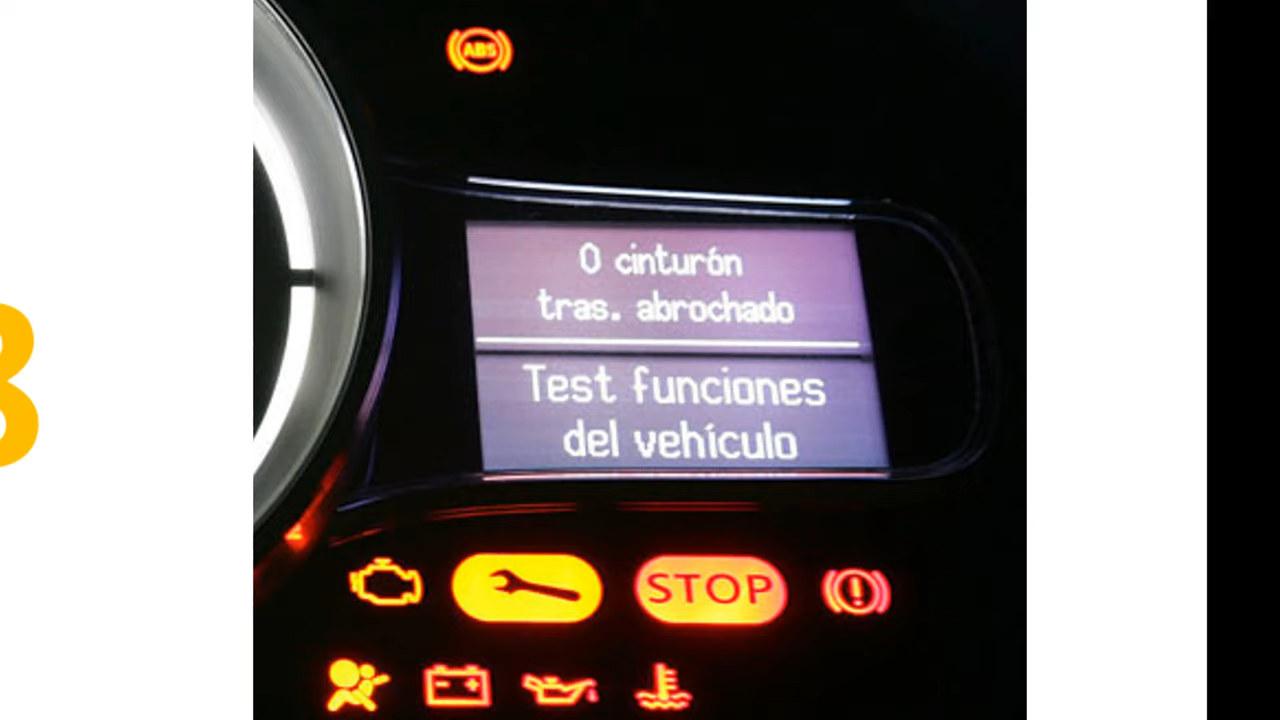 ABS
0 cinturón
tras. abrochado
Test funciones
del vehículo
STOP